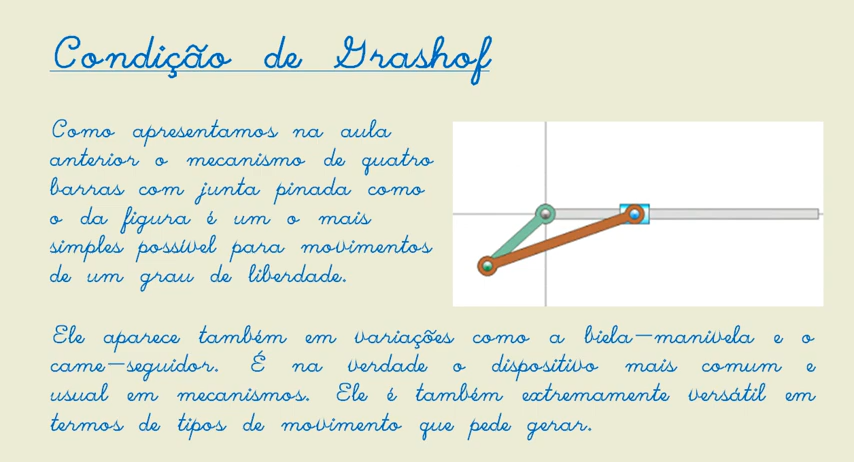 Condição de Grashof
Como apresentamos na aula
anterior o mecanismo de quatro
barras com junta pinada como
o da figura é um o mais
simples possível para movimentos
de um grau de liberdade.
Ele aparece também em variações como a biela-manivela e o
came-seguidor. É na verdade o dispositivo mais comum e
usual em mecanismos. Ele é também extremamente versátil em
termos de tipos de movimento que pede gerar.